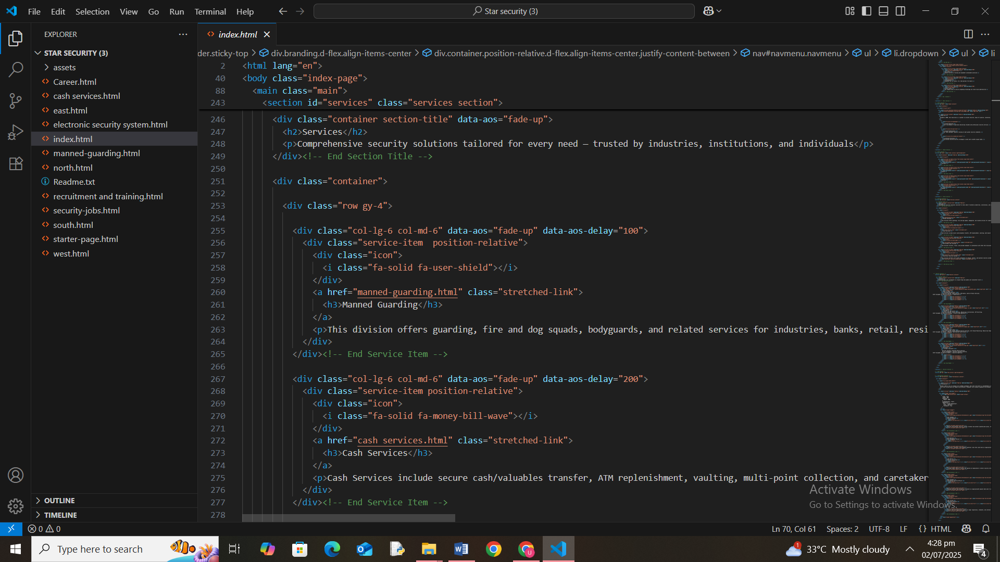 File Edit Selection View Go Run Terminal Help
Star security (3)
EXPLORER
index.html
STAR SECURITY (3)
assets
Career.html
cash services.html
east.html
electronic security system.html
index.html
manned-guarding.html
north.html
Readme.txt
recruitment and training.html
security-jobs.html
south.html
starter-page.html
west.html
OUTLINE
TIMELINE
der.sticky-top > div.branding.d-flex.align-items-center > div.container.position-relative.d-flex.align-items-center.justify-content-between > nav#navmenu.navmenu > ul > li.dropdown > ul > li
2 <html lang="en">
40 <body class="index-page">
88 <main class="main">
243 <section id="services" class="services section">
246 <div class="container section-title" data-aos="fade-up">
247 <h2>Services</h2>
248 <p>Comprehensive security solutions tailored for every need — trusted by industries, institutions, and individuals</p>
249 </div><!-- End Section Title -->
250
251 <div class="container">
252
253 <div class="row gy-4">
254
255 <div class="col-lg-6 col-md-6" data-aos="fade-up" data-aos-delay="100">
256 <div class="service-item  position-relative">
257 <div class="icon">
258 <i class="fa-solid fa-user-shield"></i>
259 </div>
260 <a href="manned-guarding.html" class="stretched-link">
261 <h3>Manned Guarding</h3>
262 </a>
263 <p>This division offers guarding, fire and dog squads, bodyguards, and related services for industries, banks, retail, resi
264 </div>
265 </div><!-- End Service Item -->
266
267 <div class="col-lg-6 col-md-6" data-aos="fade-up" data-aos-delay="200">
268 <div class="service-item position-relative">
269 <div class="icon">
270 <i class="fa-solid fa-money-bill-wave"></i>
271 </div>
272 <a href="cash services.html" class="stretched-link">
273 <h3>Cash Services</h3>
274 </a>
275 <p>Cash Services include secure cash/valuables transfer, ATM replenishment, vaulting, multi-point collection, and caretaker
276 </div>
277 </div><!-- End Service Item -->
278
Activate Windows
Go to Settings to activate Windows.
0 0
Ln 70, Col 61 Spaces: 2 UTF-8 LF {} HTML
Type here to search
1
33°C Mostly cloudy
4:28 pm
02/07/2025
4